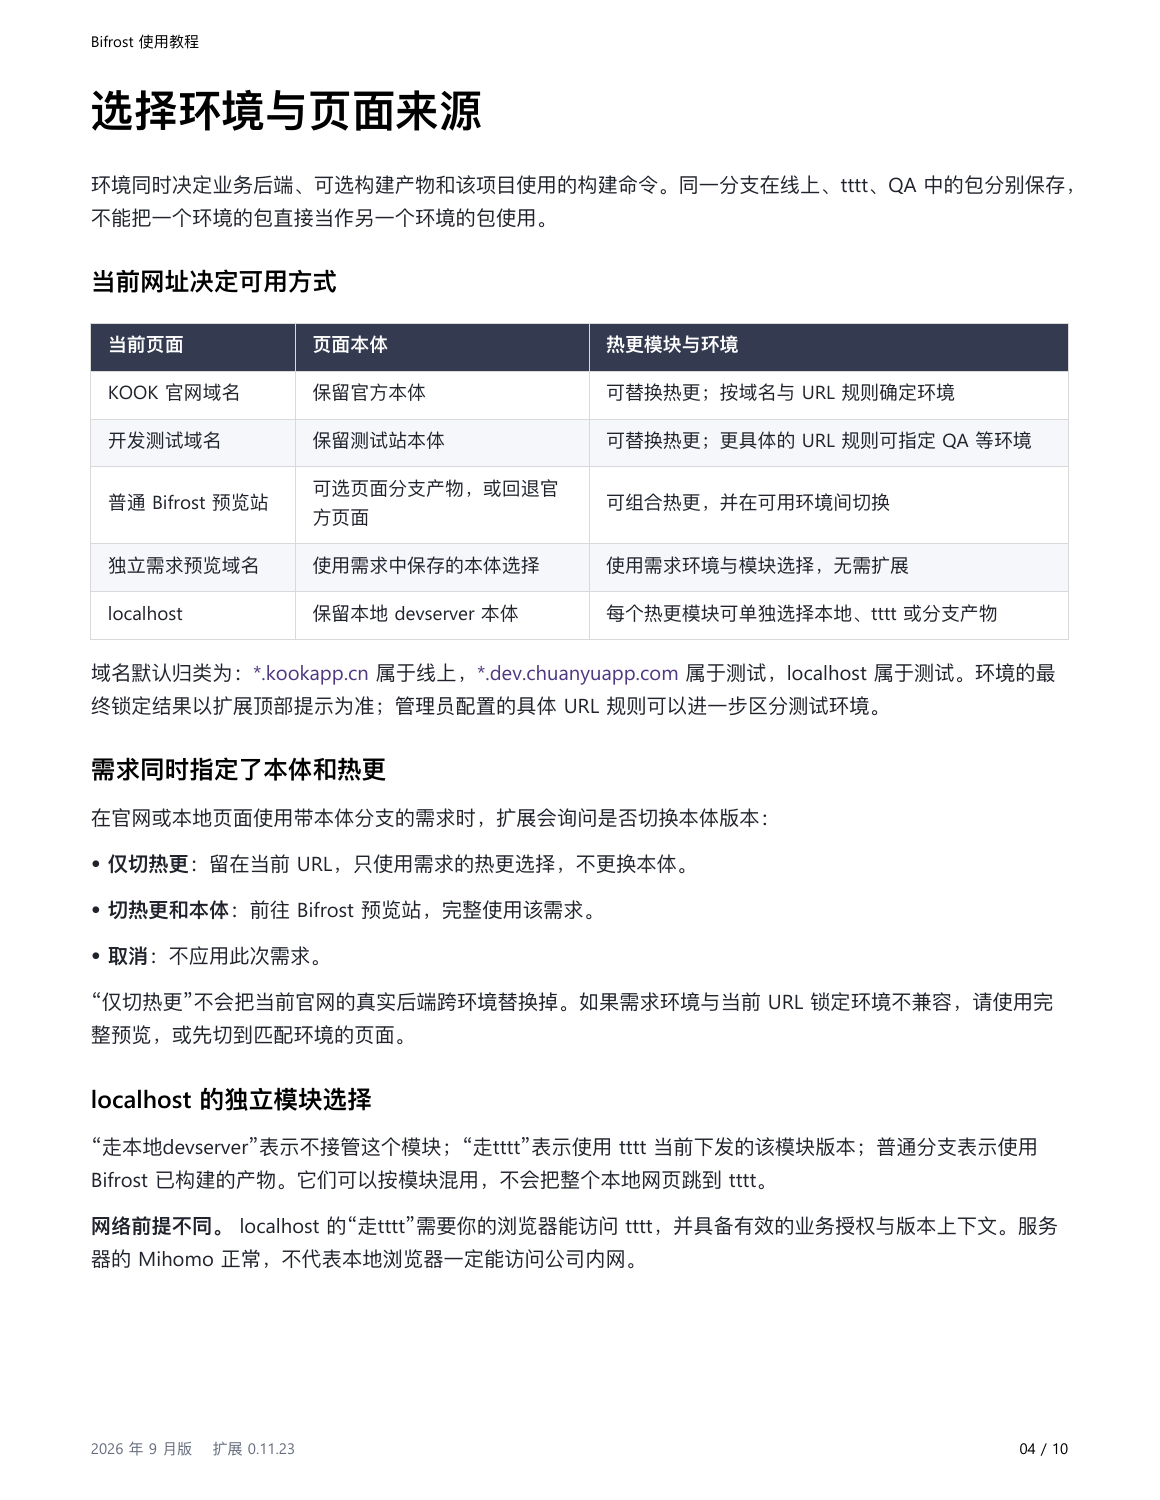 Bifrost 使用教程
选择环境与页面来源
环境同时决定业务后端、可选构建产物和该项目使用的构建命令。同一分支在线上、tttt、QA 中的包分别保存，
不能把一个环境的包直接当作另一个环境的包使用。
当前网址决定可用方式
当前页面 页面本体 热更模块与环境
KOOK 官网域名 保留官方本体 可替换热更；按域名与 URL 规则确定环境
开发测试域名 保留测试站本体 可替换热更；更具体的 URL 规则可指定 QA 等环境
普通 Bifrost 预览站 可选页面分支产物，或回退官
方页面 可组合热更，并在可用环境间切换
独立需求预览域名 使用需求中保存的本体选择 使用需求环境与模块选择，无需扩展
localhost 保留本地 devserver 本体 每个热更模块可单独选择本地、tttt 或分支产物
域名默认归类为：*.kookapp.cn 属于线上，*.dev.chuanyuapp.com 属于测试，localhost 属于测试。环境的最
终锁定结果以扩展顶部提示为准；管理员配置的具体 URL 规则可以进一步区分测试环境。
需求同时指定了本体和热更
在官网或本地页面使用带本体分支的需求时，扩展会询问是否切换本体版本：
• 仅切热更：留在当前 URL，只使用需求的热更选择，不更换本体。
• 切热更和本体：前往 Bifrost 预览站，完整使用该需求。
• 取消：不应用此次需求。
“仅切热更”不会把当前官网的真实后端跨环境替换掉。如果需求环境与当前 URL 锁定环境不兼容，请使用完
整预览，或先切到匹配环境的页面。
localhost 的独立模块选择
“走本地devserver”表示不接管这个模块；“走tttt”表示使用 tttt 当前下发的该模块版本；普通分支表示使用
Bifrost 已构建的产物。它们可以按模块混用，不会把整个本地网页跳到 tttt。
网络前提不同。 localhost 的“走tttt”需要你的浏览器能访问 tttt，并具备有效的业务授权与版本上下文。服务
器的 Mihomo 正常，不代表本地浏览器一定能访问公司内网。
2026 年 9 月版 扩展 0.11.23 04 / 10